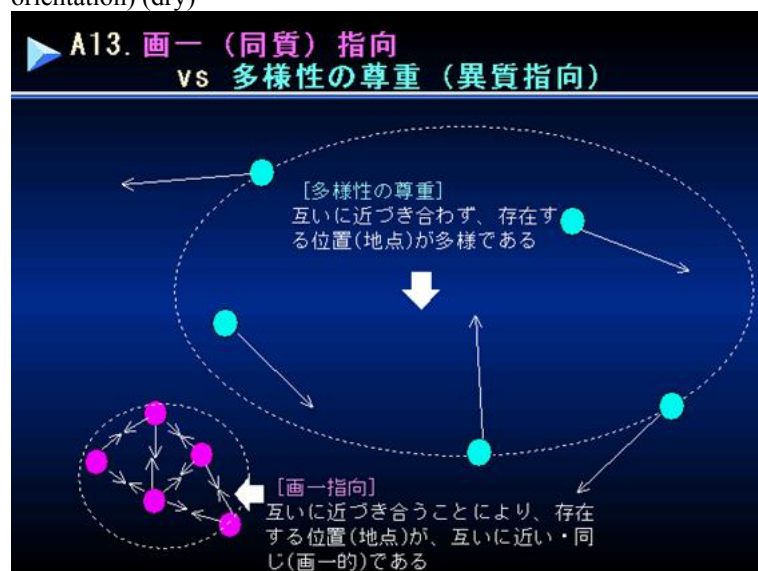 orientation) (dry)
A13. 画一（同質）指向
vs 多様性の尊重（異質指向）
[多様性の尊重]
互いに近づき合わず、存在す
る位置(地点)が多様である
[画一指向]
互いに近づき合うことにより、存在
する位置(地点)が、互いに近い・同
じ(画一的)である